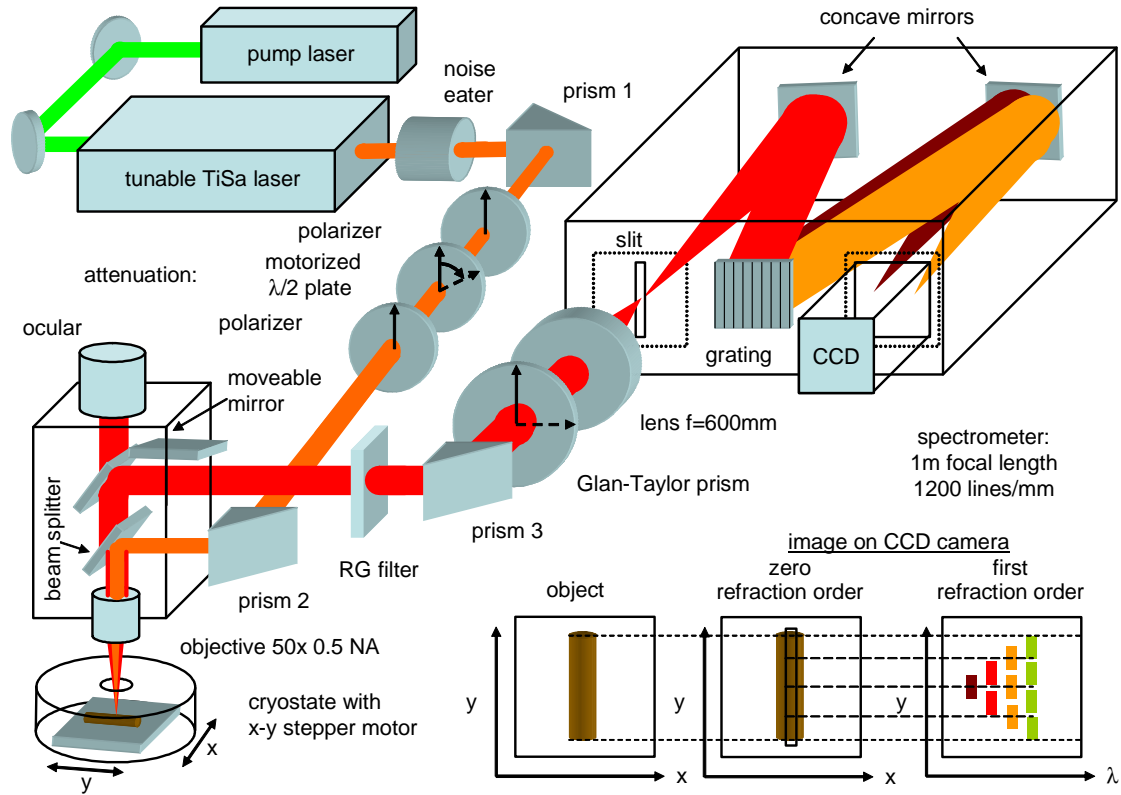 concave mirrors
pump laser
noise
eater
prism 1
tunable TiSa laser
slit
polarizer
attenuation:
motorized
λ/2 plate
polarizer
ocular
grating
CCD
moveable
mirror
lens f=600mm
spectrometer:
1m focal length
1200 lines/mm
Glan-Taylor prism
prism 3
beam splitter
RG filter
prism 2
image on CCD camera
object
zero
refraction order
first
refraction order
objective 50x 0.5 NA
cryostate with
x-y stepper motor
x
y
y
x
y
x
y
λ